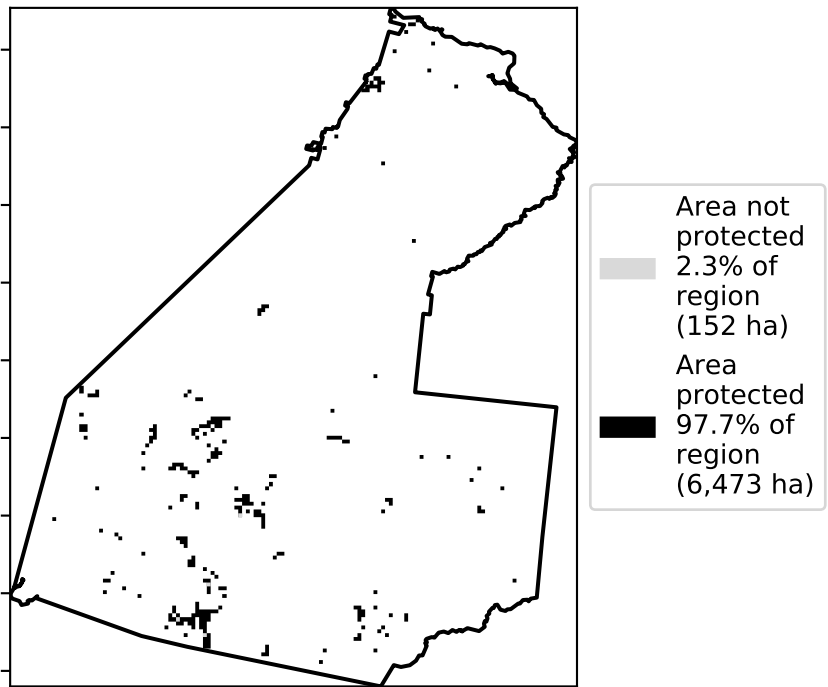 Area not
protected
2.3% of
region
(152 ha)
Area
protected
97.7% of
region
(6,473 ha)